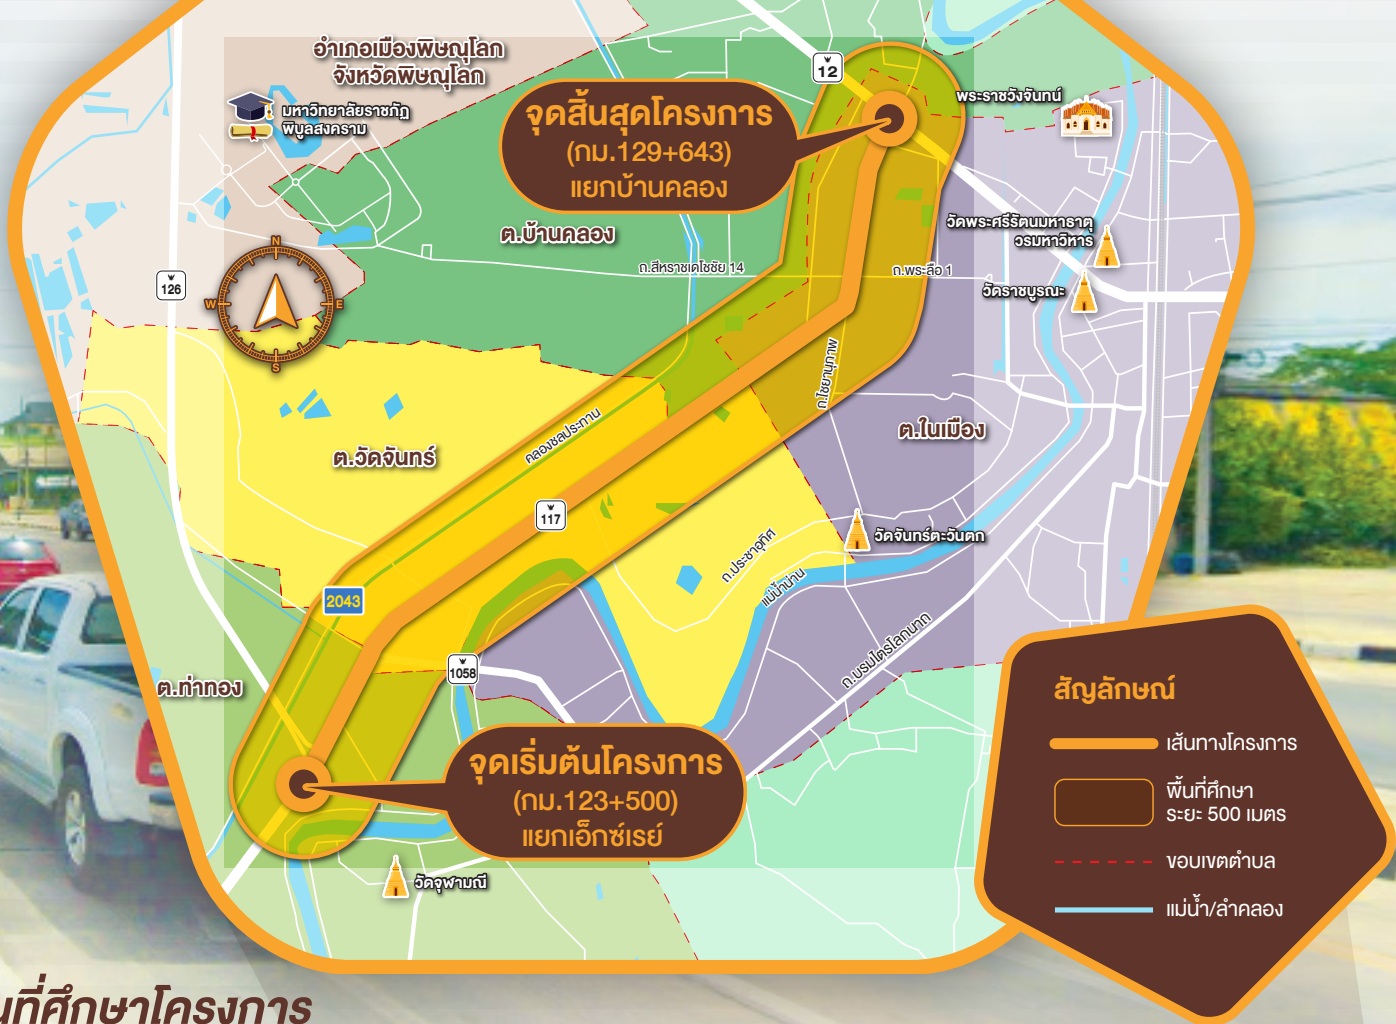 อำเภอเมืองพิษณุโลก
จังหวัดพิษณุโลก
มหาวิทยาลัยราชภัฏ
พิบูลสงคราม
จุดสิ้นสุดโครงการ
(กม.129+643)
แยกบ้านคลอง
12
พระราชวังจันทน์
วัดพระศรีรัตนมหาธาตุ
วรมหาวิหาร
วัดราชบูรณะ
ต.บ้านคลอง
ถ.สีหราชเดโชชัย 14
ถ.พระลือ 1
N
W
E
S
126
ถ.ไชยานุภาพ
ต.ในเมือง
คลองชลประทาน
ต.วัดจันทร์
117
วัดจันทร์ตะวันตก
ถ.ประชาอุทิศ
แม่น้ำน่าน
2043
ถ.บรมไตรโลกนาถ
1058
ต.ท่าทอง
จุดเริ่มต้นโครงการ
(กม.123+500)
แยกเอ็กซ์เรย์
วัดจุฬามณี
สัญลักษณ์
เส้นทางโครงการ
พื้นที่ศึกษา
ระยะ 500 เมตร
ขอบเขตตำบล
แม่น้ำ/ลำคลอง
นที่ศึกษาโครงการ